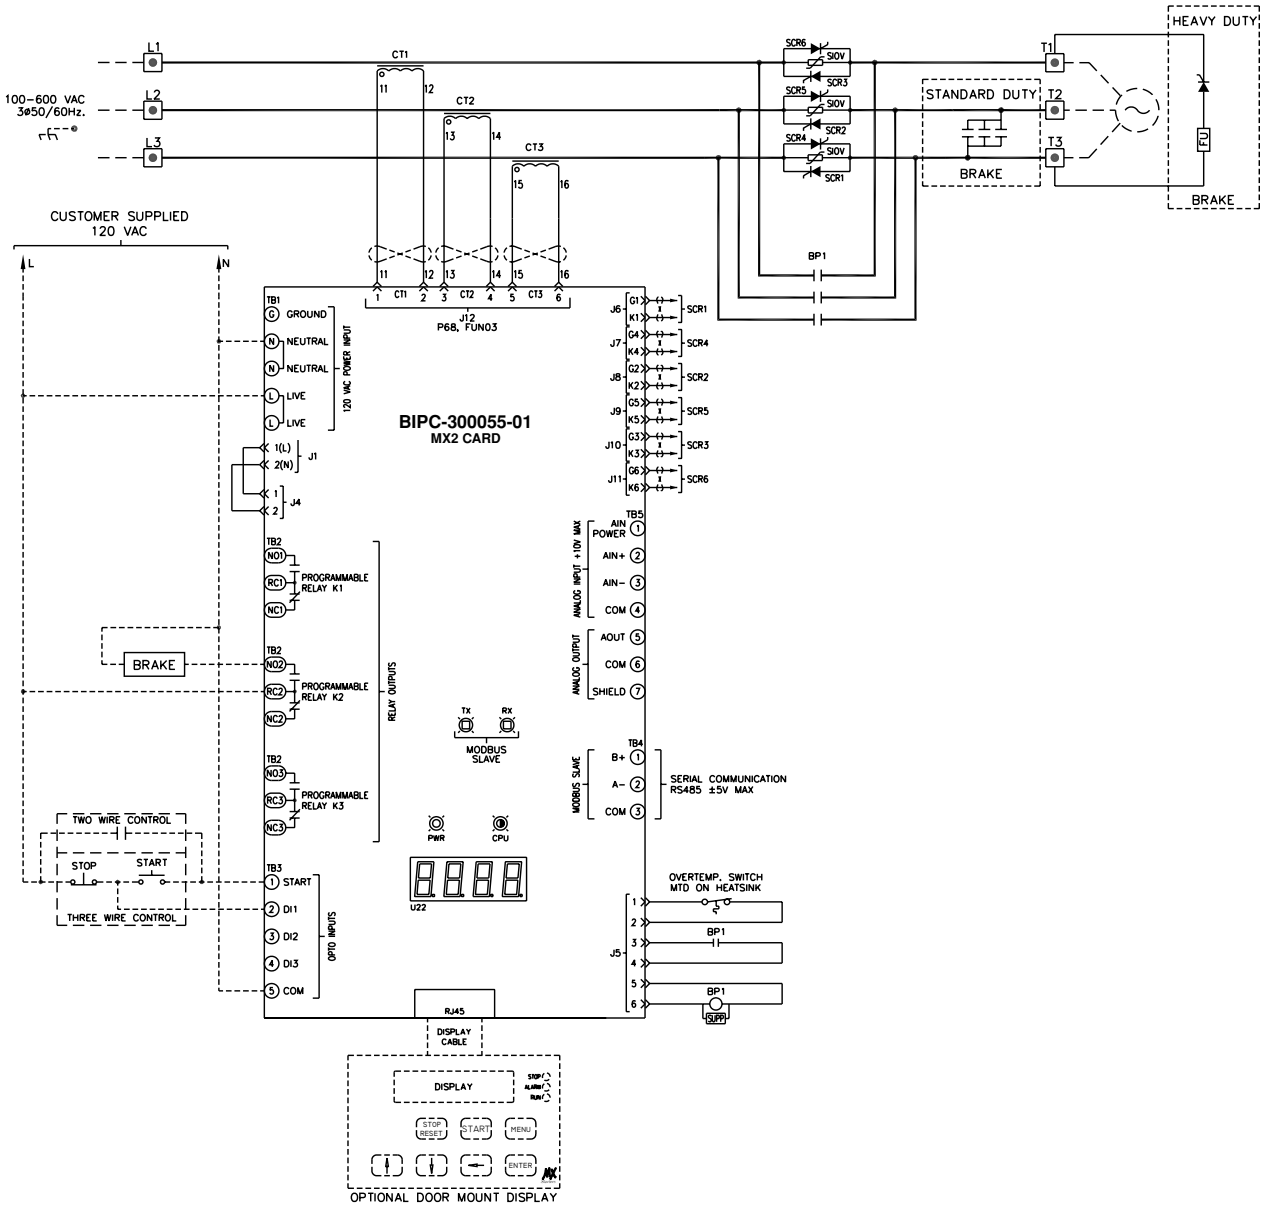 HEAVY DUTY
L1
CT1
SCR6
SIOV
SCR3
T1
11
12
100-600 VAC
3ø50/60Hz.
L2
CT2
SCR5
SIOV
SCR2
STANDARD DUTY
T2
13
14
L3
CT3
SCR4
SIOV
SCR1
T3
FU
15
16
BRAKE
BRAKE
CUSTOMER SUPPLIED
120 VAC
L
N
BP1
11
12
13
14
15
16
1
CT1
2
3
CT2
4
5
CT3
6
J12
P68, FUN03
TB1
G GROUND
N NEUTRAL
N NEUTRAL
L LIVE
L LIVE
120 VAC POWER INPUT
1(L)
2(N)
J1
1
2
J4
BIPC-300055-01
MX2 CARD
J6
G1
K1
SCR1
J7
G4
K4
SCR4
J8
G2
K2
SCR2
J9
G5
K5
SCR5
J10
G3
K3
SCR3
J11
G6
K6
SCR6
TB5
AIN
POWER 1
AIN+ 2
AIN- 3
COM 4
ANALOG INPUT +10V MAX
AOUT 5
COM 6
SHIELD 7
ANALOG OUTPUT
TB2
NO1
RC1
NC1
PROGRAMMABLE
RELAY K1
BRAKE
TB2
NO2
RC2
NC2
PROGRAMMABLE
RELAY K2
TB2
NO3
RC3
NC3
PROGRAMMABLE
RELAY K3
RELAY OUTPUTS
TX
RX
MODBUS
SLAVE
TB4
B+ 1
A- 2
COM 3
MODBUS SLAVE
SERIAL COMMUNICATION
RS485 ±5V MAX
PWR
CPU
8.8.8.8.
U22
TWO WIRE CONTROL
STOP
START
THREE WIRE CONTROL
TB3
1 START
2 DI1
3 DI2
4 DI3
5 COM
OPTO INPUTS
OVERTEMP. SWITCH
MTD ON HEATSINK
J5
1
2
3
BP1
4
5
6
BP1
SUPP
RJ45
DISPLAY
CABLE
DISPLAY
STOP
ALARM
RUN
STOP
RESET
START
MENU
ENTER
MX
OPTIONAL DOOR MOUNT DISPLAY